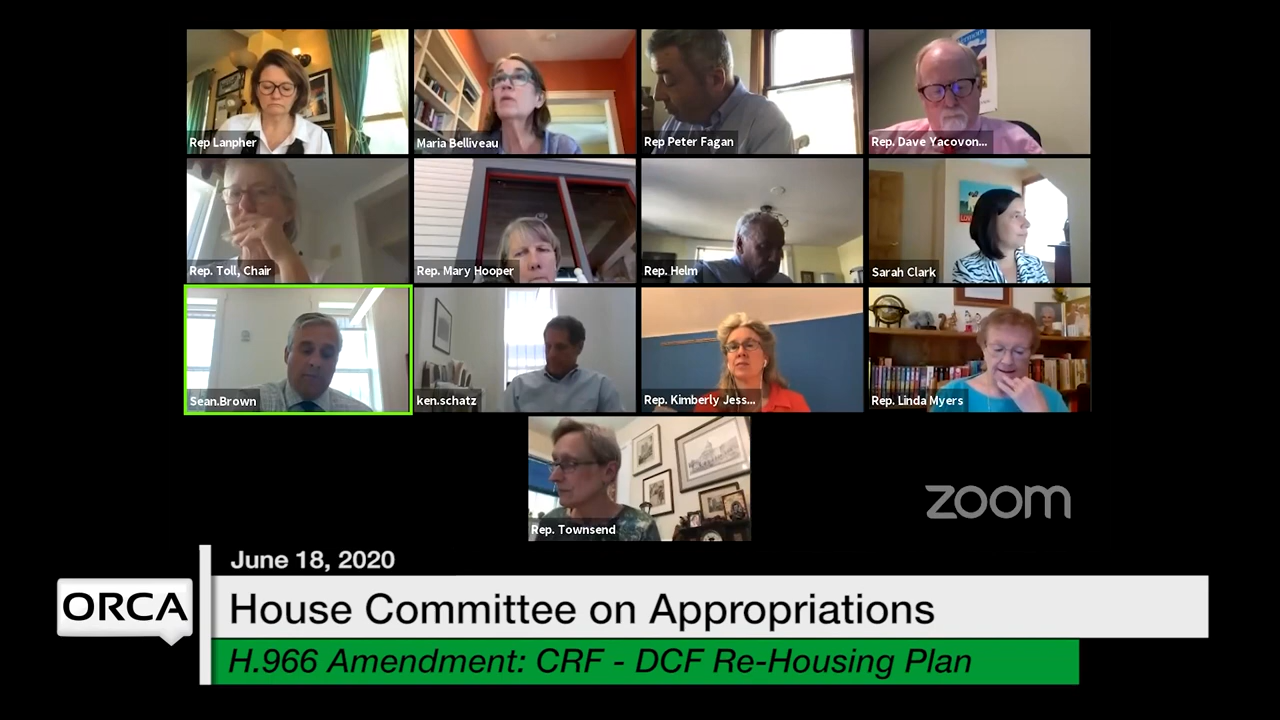 Rep Lanpher
Maria Belliveau
Rep Peter Fagan
Rep. Dave Yacovon...
Rep. Toll, Chair
Rep. Mary Hooper
Rep. Helm
Sarah Clark
Sean.Brown
ken.schatz
Rep. Kimberly Jess...
Rep. Linda Myers
Rep. Townsend
zoom
June 18, 2020
ORCA
House Committee on Appropriations
H.966 Amendment: CRF - DCF Re-Housing Plan